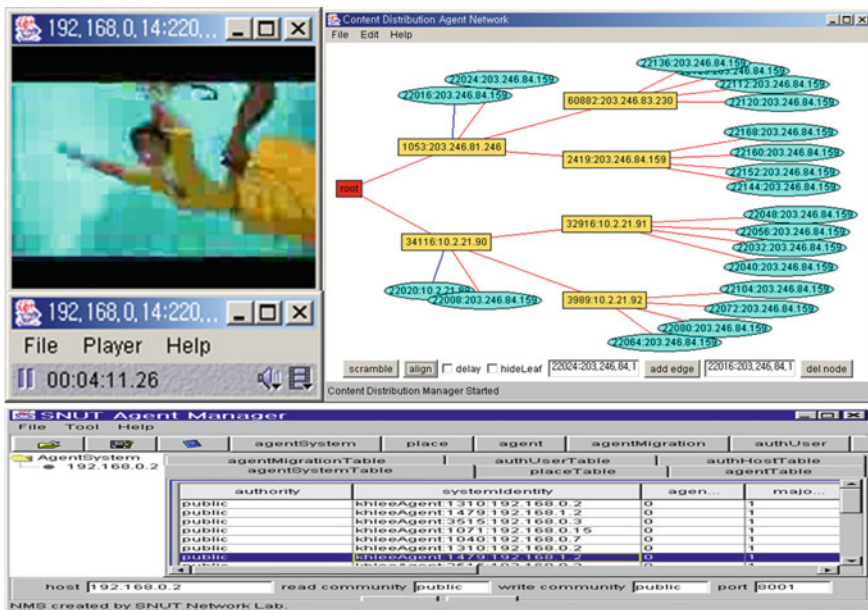 192,168,0,14:220...
192,168,0,14:220...
File Player Help
00:04:11.26
Content Distribution Agent Network
File Edit Help
root
1053:203.246.81.246
34116:10.2.21.90
22024:203.246.84.159
22016:203.246.84.159
60882:203.246.83.230
2419:203.246.84.159
32916:10.2.21.91
3989:10.2.21.92
22020:10.2.21.89
22008:203.246.84.159
22136:203.246.84.159
22112:203.246.84.159
22120:203.246.84.159
22168:203.246.84.159
22160:203.246.84.159
22152:203.246.84.159
22144:203.246.84.159
22048:203.246.84.159
22056:203.246.84.159
22032:203.246.84.159
22040:203.246.84.159
22104:203.246.84.159
22072:203.246.84.159
22080:203.246.84.159
22064:203.246.84.159
scramble align delay hideLeaf 22024:203,246,84,1 add edge 22016:203,246,84,1 del node
Content Distribution Manager Started
SNUT Agent Manager
File Tool Help
agentSystem place agent agentMigration authUser
AgentSystem
192.168.0.2
agentMigrationTable authUserTable authHostTable
agentSystemTable placeTable agentTable
authority systemIdentity agen... majo...
public khleeAgent:1310:192.168.0.2 0 1
public khleeAgent:1479:192.168.1.2 0 1
public khleeAgent:3515:192.168.0.3 0 1
public khleeAgent:1071:192.168.0.15 0 1
public khleeAgent:1040:192.168.0.7 0 1
public khleeAgent:1310:192.168.0.2 0 1
public khleeAgent:1479:192.168.1.2 0 1
host 192.168.0.2 read community public write community public port 8001
NMS created by SNUT Network Lab.